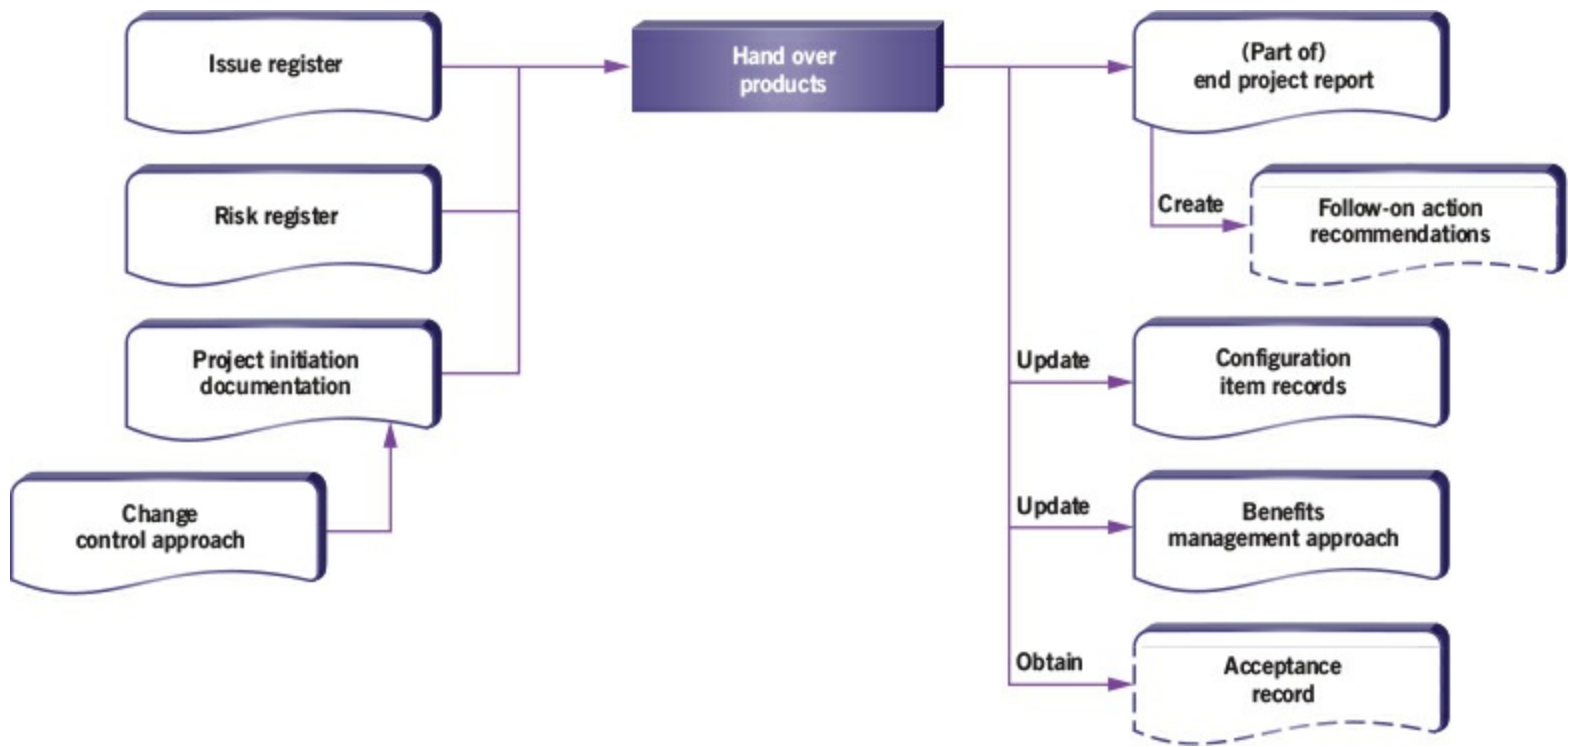 Issue register
Hand over
products
(Part of)
end project report
Risk register
Create
Follow-on action
recommendations
Project initiation
documentation
Update
Configuration
item records
Change
control approach
Update
Benefits
management approach
Obtain
Acceptance
record